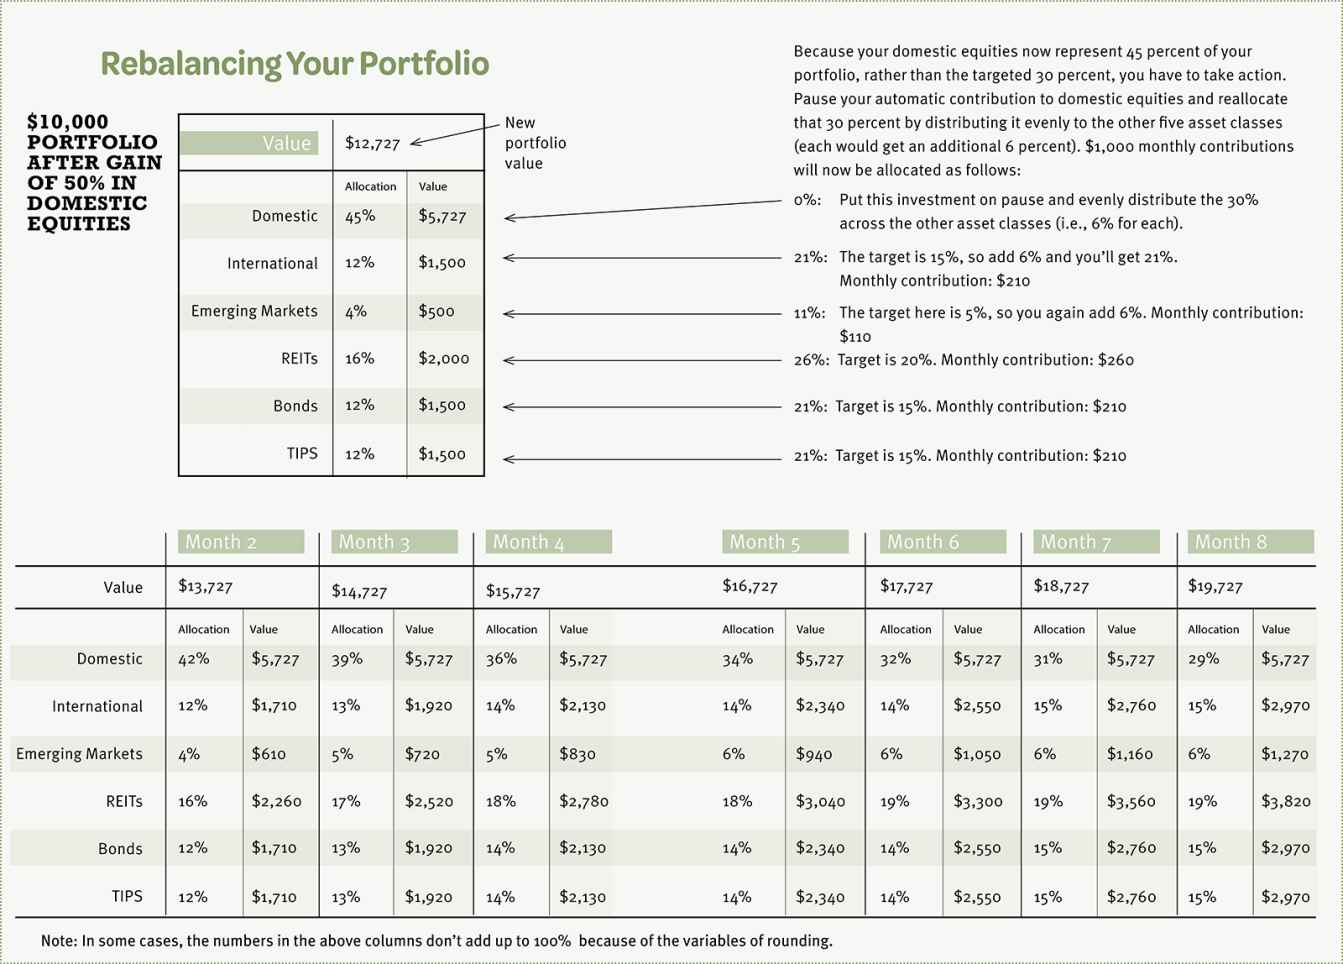 Rebalancing Your Portfolio
$10,000
PORTFOLIO
AFTER GAIN
OF 50% IN
DOMESTIC
EQUITIES
Value $12,727
New
portfolio
value
Allocation Value
Domestic 45% $5,727
International 12% $1,500
Emerging Markets 4% $500
REITs 16% $2,000
Bonds 12% $1,500
TIPS 12% $1,500
Because your domestic equities now represent 45 percent of your
portfolio, rather than the targeted 30 percent, you have to take action.
Pause your automatic contribution to domestic equities and reallocate
that 30 percent by distributing it evenly to the other five asset classes
(each would get an additional 6 percent). $1,000 monthly contributions
will now be allocated as follows:
0%: Put this investment on pause and evenly distribute the 30%
across the other asset classes (i.e., 6% for each).
21%: The target is 15%, so add 6% and you'll get 21%.
Monthly contribution: $210
11%: The target here is 5%, so you again add 6%. Monthly contribution:
$110
26%: Target is 20%. Monthly contribution: $260
21%: Target is 15%. Monthly contribution: $210
21%: Target is 15%. Monthly contribution: $210
Month 2 Month 3 Month 4 Month 5 Month 6 Month 7 Month 8
Value $13,727 $14,727 $15,727 $16,727 $17,727 $18,727 $19,727
Allocation Value Allocation Value Allocation Value Allocation Value Allocation Value Allocation Value Allocation Value
Domestic 42% $5,727 39% $5,727 36% $5,727 34% $5,727 32% $5,727 31% $5,727 29% $5,727
International 12% $1,710 13% $1,920 14% $2,130 14% $2,340 14% $2,550 15% $2,760 15% $2,970
Emerging Markets 4% $610 5% $720 5% $830 6% $940 6% $1,050 6% $1,160 6% $1,270
REITs 16% $2,260 17% $2,520 18% $2,780 18% $3,040 19% $3,300 19% $3,560 19% $3,820
Bonds 12% $1,710 13% $1,920 14% $2,130 14% $2,340 14% $2,550 15% $2,760 15% $2,970
TIPS 12% $1,710 13% $1,920 14% $2,130 14% $2,340 14% $2,550 15% $2,760 15% $2,970
Note: In some cases, the numbers in the above columns don't add up to 100% because of the variables of rounding.